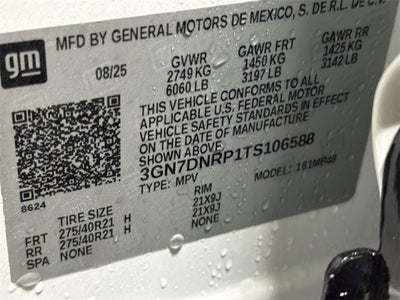 gm
MFD BY GENERAL MOTORS DE MEXICO, S. DE R.L. DE C.V.
08/25 GVWR GAWR FRT GAWR RR
2749 KG 1450 KG 1425 KG
6060 LB 3197 LB 3142 LB
THIS VEHICLE CONFORMS TO ALL
APPLICABLE U.S. FEDERAL MOTOR
VEHICLE SAFETY STANDARDS IN EFFECT
ON THE DATE OF MANUFACTURE
SHOWN ABOVE.
3GN7DNRP1TS106588
TYPE: MPV MODEL: 181MB48
8624
TIRE SIZE RIM
FRT 275/40R21 H 21X9J
RR 275/40R21 H 21X9J
SPA NONE NONE